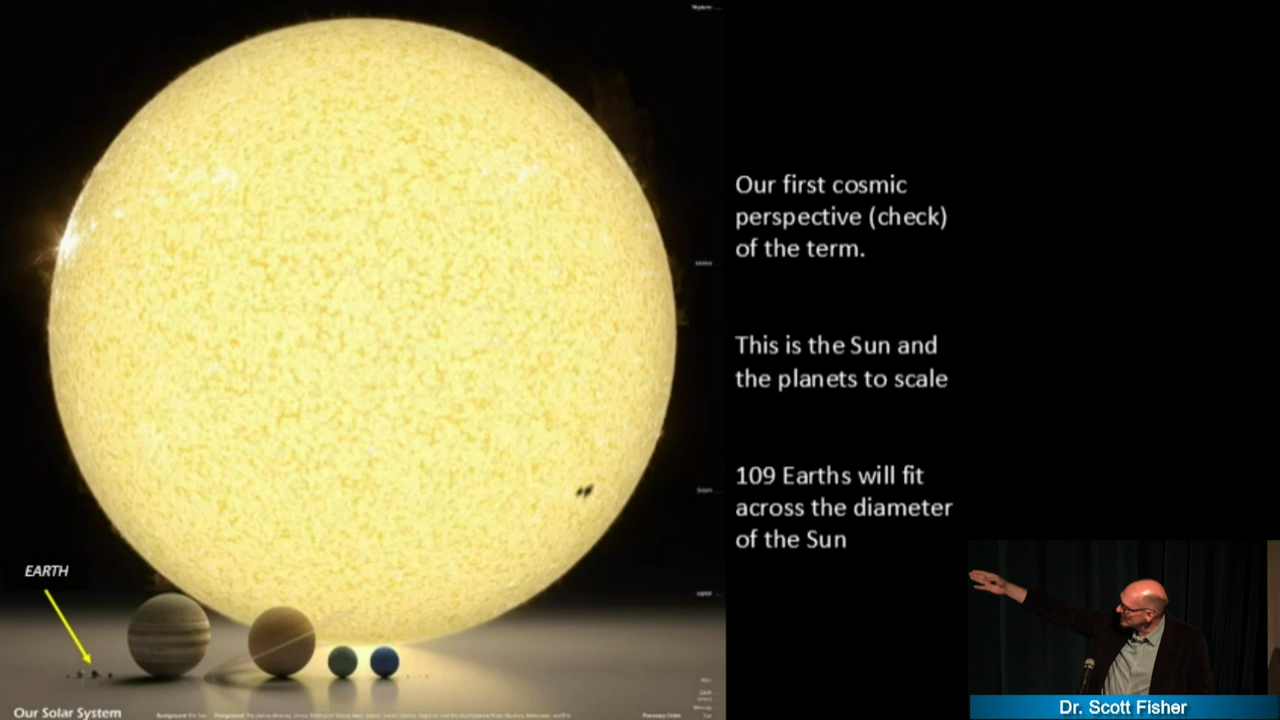 Our first cosmic
perspective (check)
of the term.
This is the Sun and
the planets to scale
109 Earths will fit
across the diameter
of the Sun
EARTH
Our Solar System
Dr. Scott Fisher